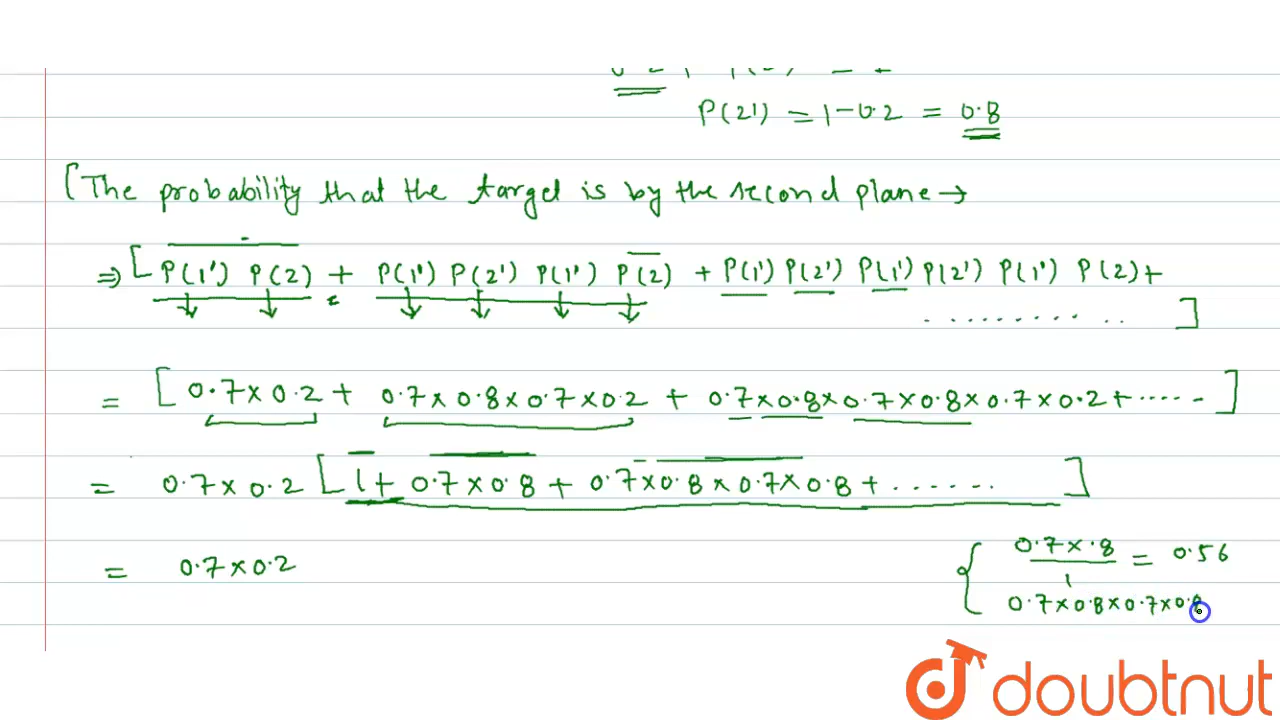 P(2') = 1-0.2 = 0.8
[The probability that the target is by the second plane →
⇒ [P(1') P(2) + P(1') P(2') P(1') P(2) + P(1') P(2') P(1') P(2') P(1') P(2) +
.......... ]
= [0.7×0.2 + 0.7×0.8×0.7×0.2 + 0.7×0.8×0.7×0.8×0.7×0.2+.....]
= 0.7×0.2 [1+ 0.7×0.8 + 0.7×0.8×0.7×0.8+ ......]
= 0.7×0.2
{ 0.7×.8/1 = 0.56
0.7×0.8×0.7×0.8
doubtnut